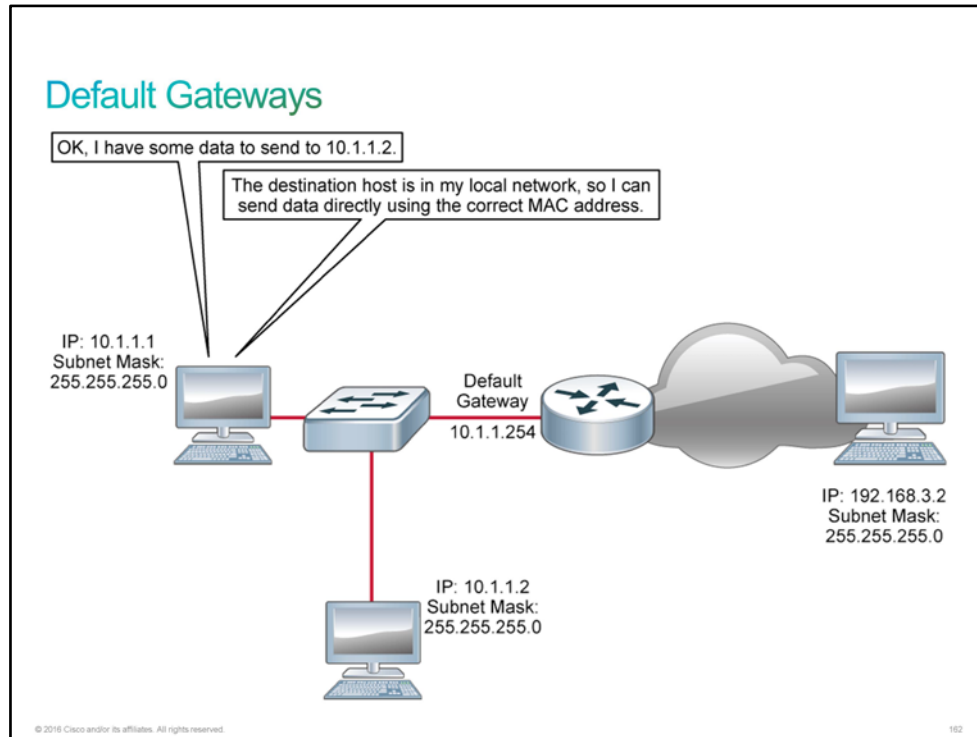 Default Gateways
OK, I have some data to send to 10.1.1.2.
The destination host is in my local network, so I can
send data directly using the correct MAC address.
IP: 10.1.1.1
Subnet Mask:
255.255.255.0
Default
Gateway
10.1.1.254
IP: 192.168.3.2
Subnet Mask:
255.255.255.0
IP: 10.1.1.2
Subnet Mask:
255.255.255.0
© 2016 Cisco and/or its affiliates. All rights reserved.
162